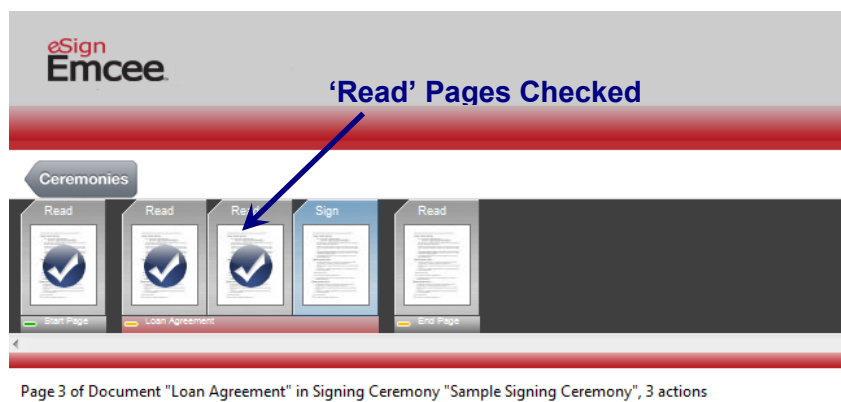 eSign
Emcee
‘Read’ Pages Checked
Ceremonies
Read Read Read Sign Read
Start Page Loan Agreement End Page
Page 3 of Document "Loan Agreement" in Signing Ceremony "Sample Signing Ceremony", 3 actions